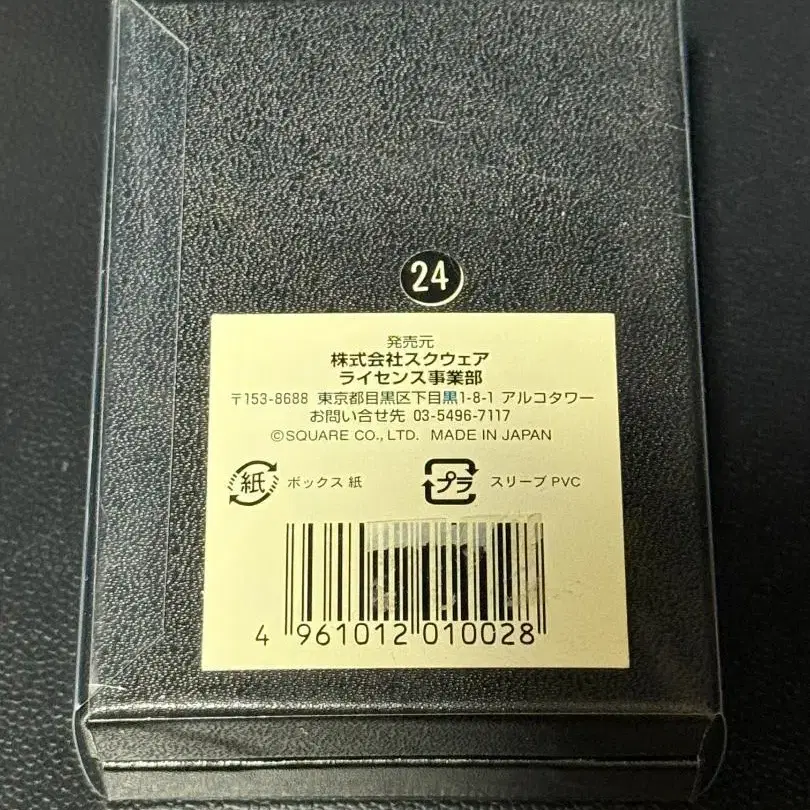 24
発売元
株式会社スクウェア
ライセンス事業部
〒153-8688 東京都目黒区下目黒1-8-1 アルコタワー
お問い合せ先 03-5496-7117
©SQUARE CO., LTD. MADE IN JAPAN
紙 ボックス 紙 プラ スリーブ PVC
4 961012 010028